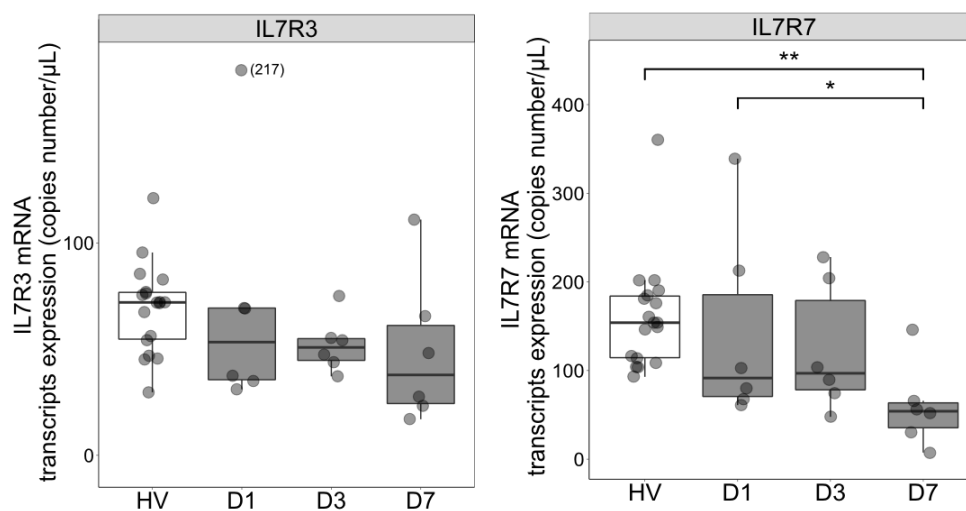 IL7R3
IL7R3 mRNA
transcripts expression (copies number/µL)
(217)
100
0
HV D1 D3 D7
IL7R7
IL7R7 mRNA
transcripts expression (copies number/µL)
**
*
400
300
200
100
0
HV D1 D3 D7